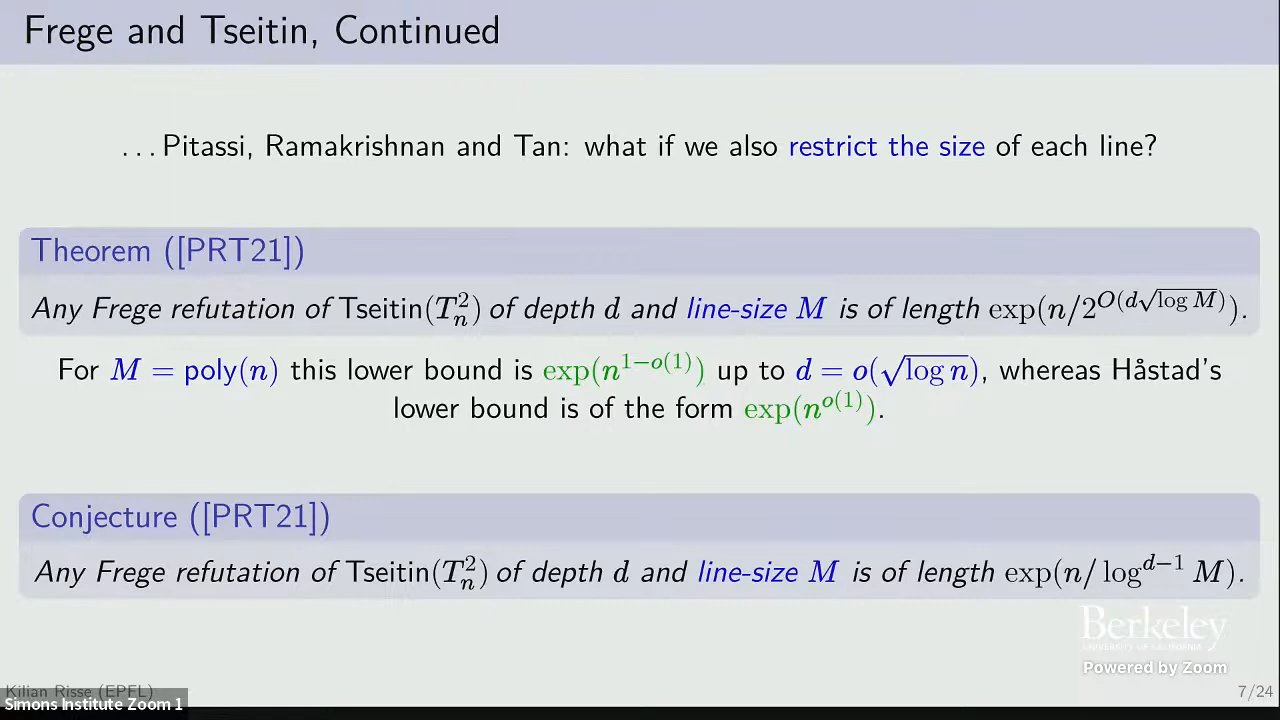 Frege and Tseitin, Continued
...Pitassi, Ramakrishnan and Tan: what if we also restrict the size of each line?
Theorem ([PRT21])
Any Frege refutation of Tseitin(T_n^2) of depth d and line-size M is of length exp(n/2^{O(d√log M)}).
For M = poly(n) this lower bound is exp(n^{1−o(1)}) up to d = o(√log n), whereas Håstad's
lower bound is of the form exp(n^{o(1)}).
Conjecture ([PRT21])
Any Frege refutation of Tseitin(T_n^2) of depth d and line-size M is of length exp(n/ log^{d−1} M).
Berkeley
UNIVERSITY OF CALIFORNIA
Powered by Zoom
Kilian Risse (EPFL)
7/24
Simons Institute Zoom 1